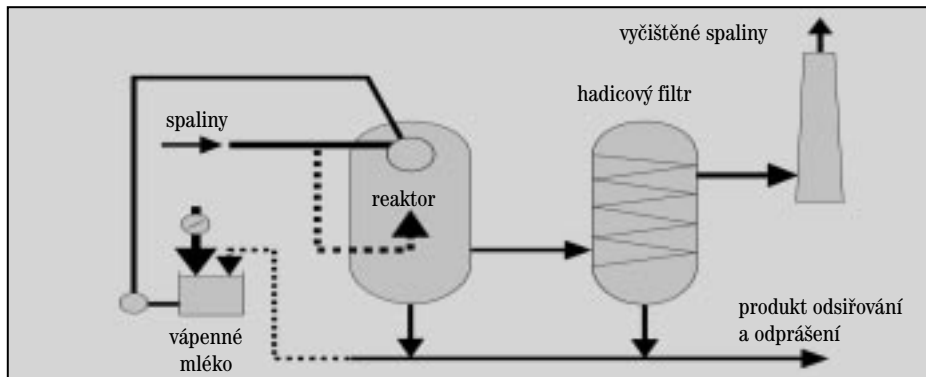 vyčištěné spaliny
hadicový filtr
spaliny
reaktor
produkt odsiřování
a odprášení
vápenné
mléko